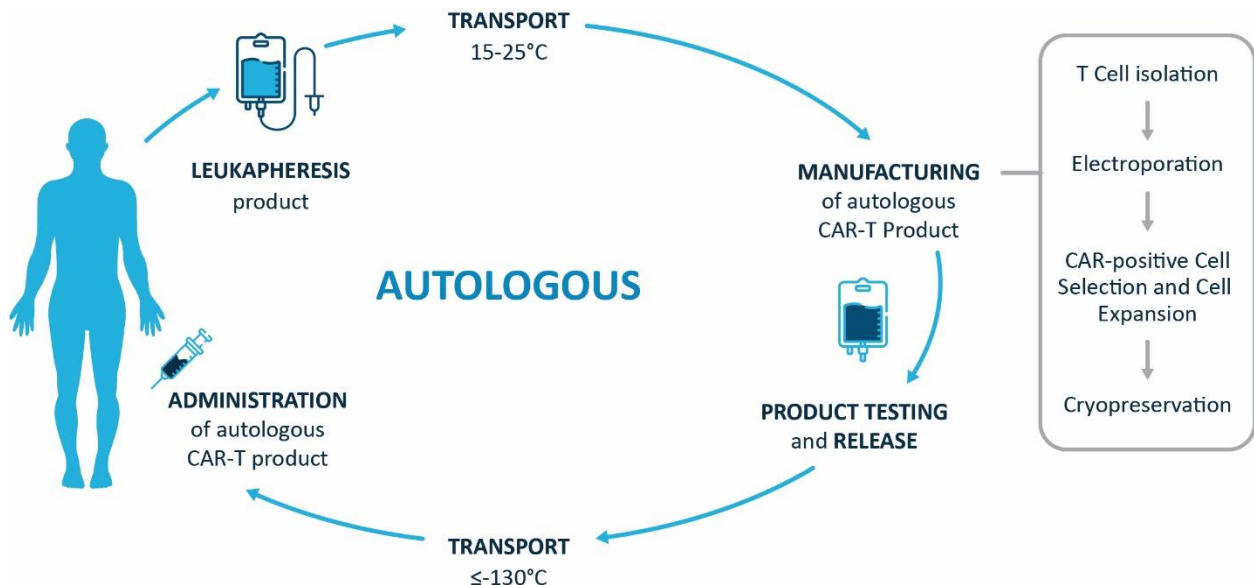 TRANSPORT
15-25°C
LEUKAPHERESIS
product
MANUFACTURING
of autologous
CAR-T Product
T Cell isolation
Electroporation
CAR-positive Cell
Selection and Cell
Expansion
Cryopreservation
AUTOLOGOUS
PRODUCT TESTING
and RELEASE
TRANSPORT
≤-130°C
ADMINISTRATION
of autologous
CAR-T product